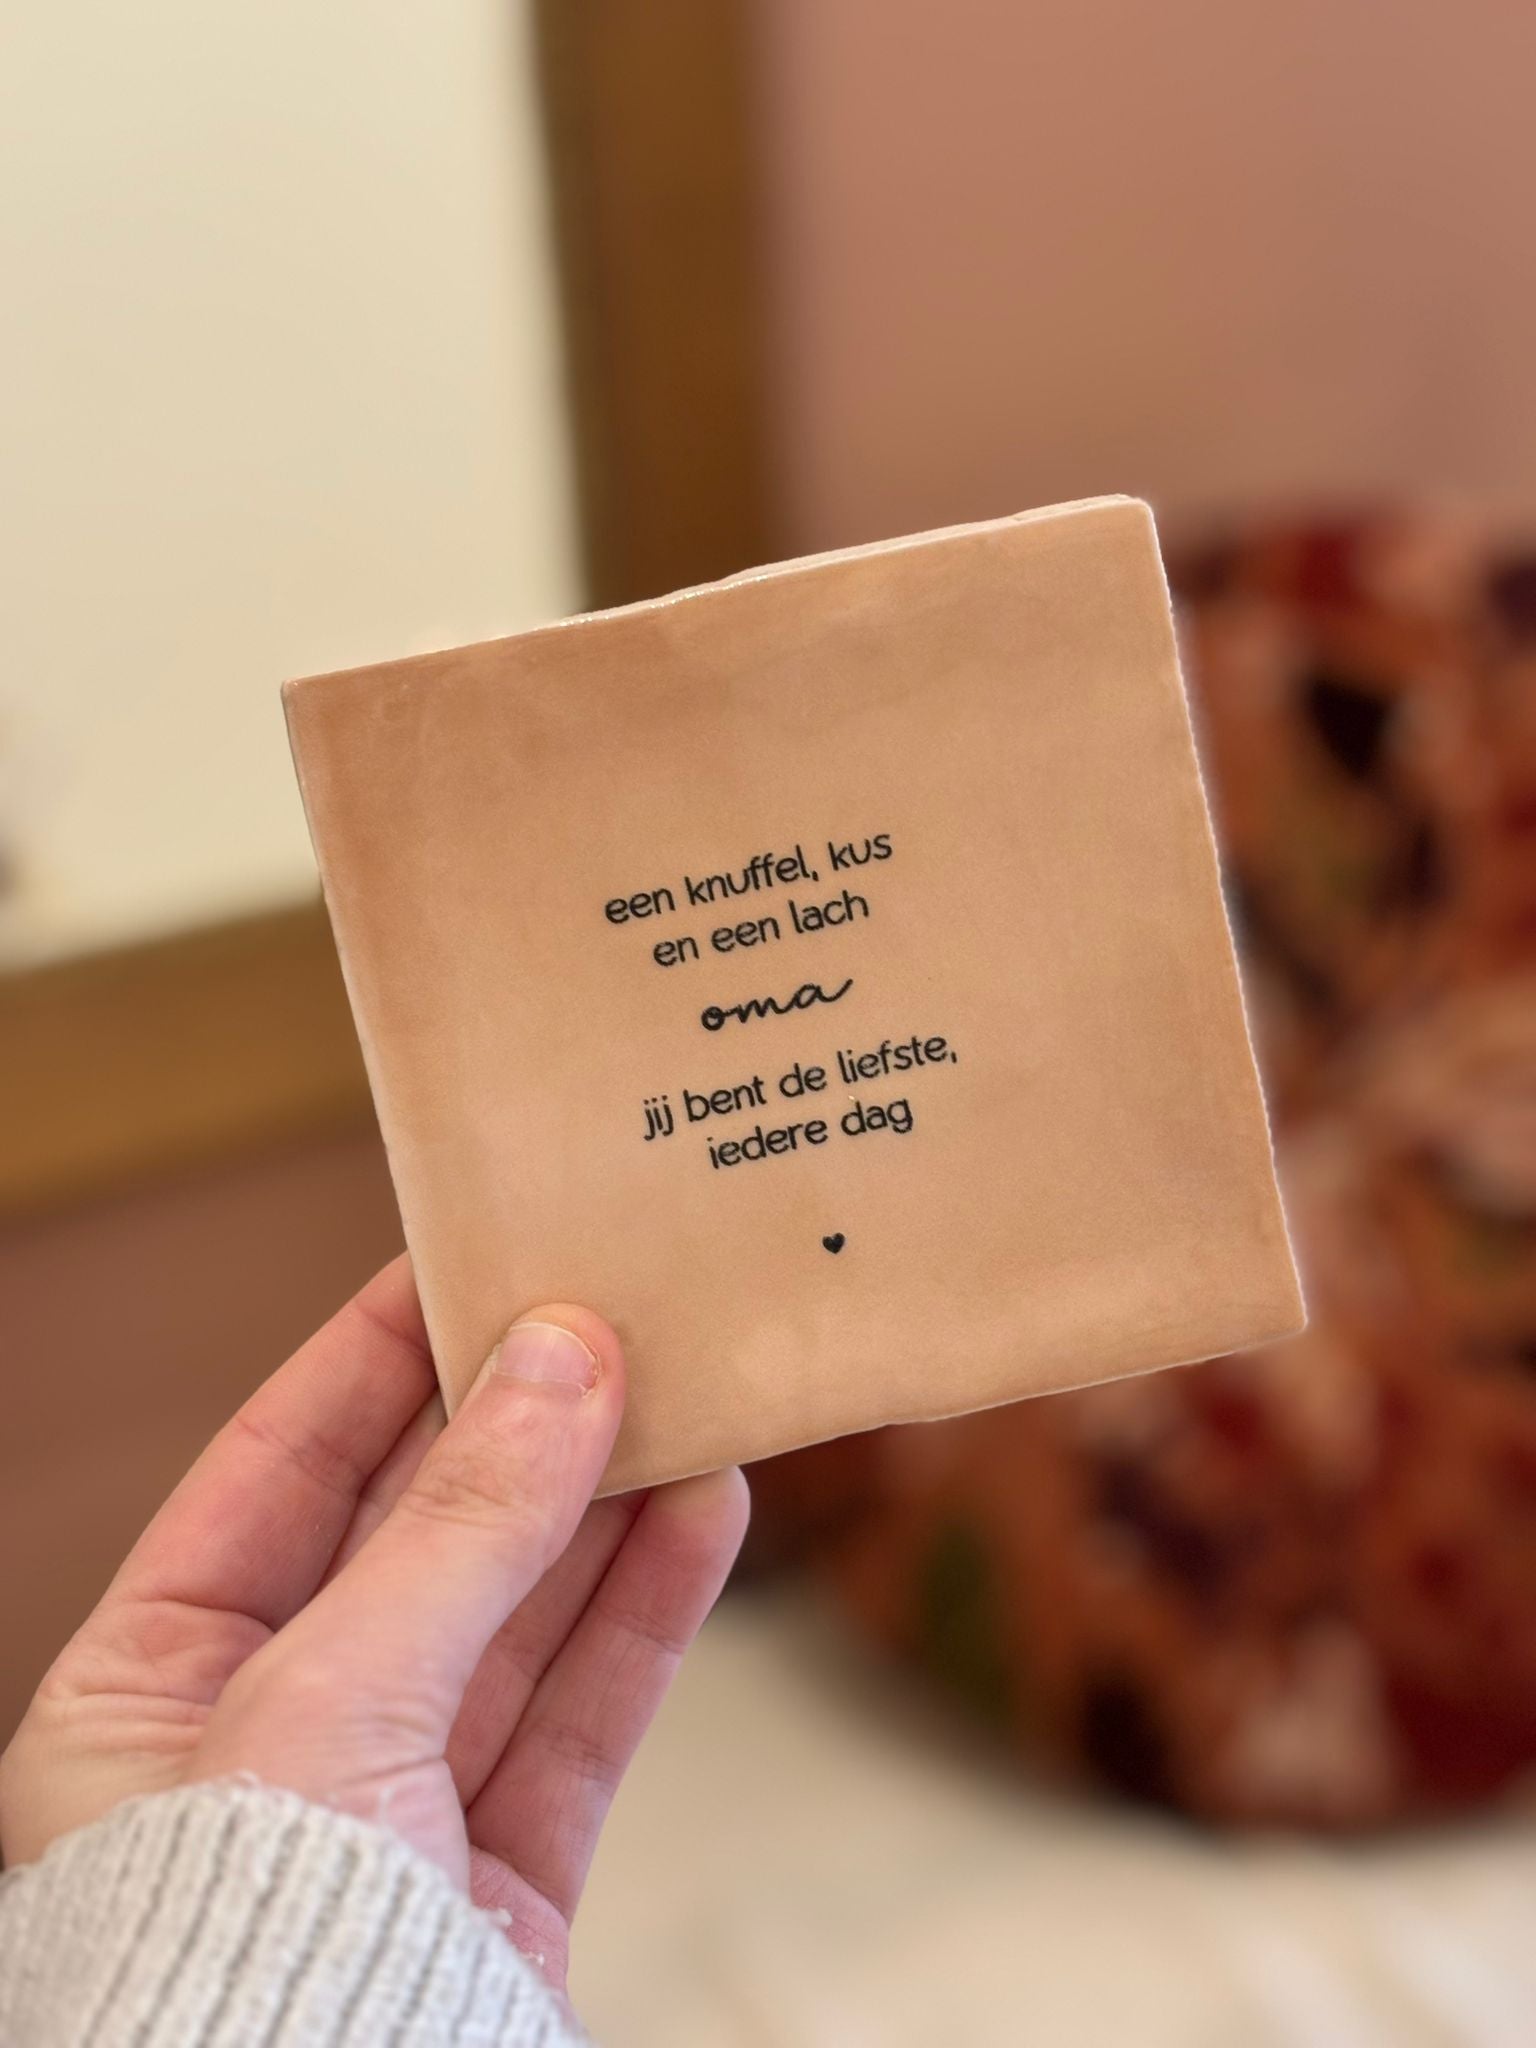 een knuffel, kus
en een lach
oma
jij bent de liefste,
iedere dag